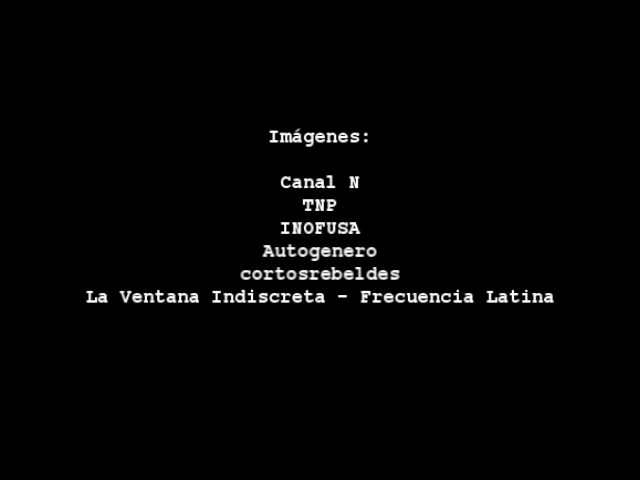 Imágenes:
Canal N
TNP
INOFUSA
Autogenero
cortosrebeldes
La Ventana Indiscreta - Frecuencia Latina